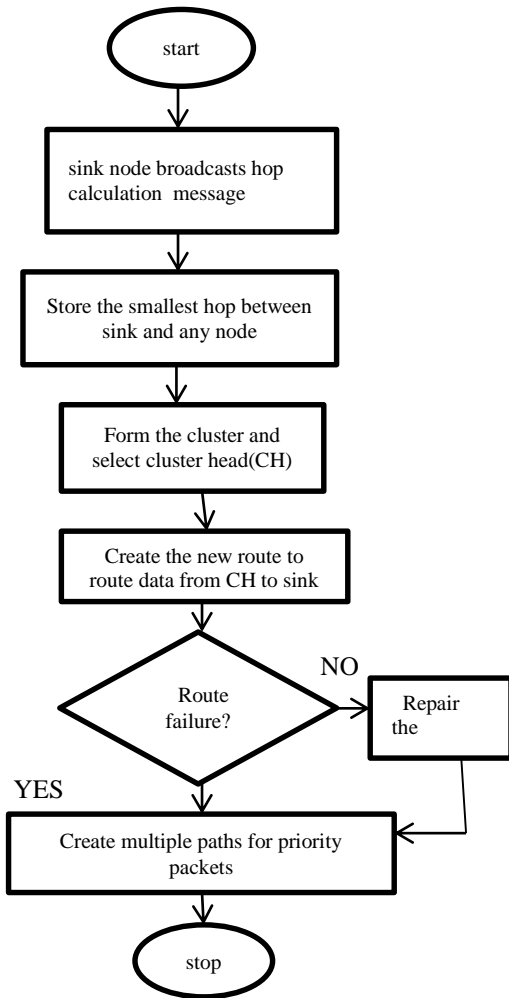 start
sink node broadcasts hop
calculation message
Store the smallest hop between
sink and any node
Form the cluster and
select cluster head(CH)
Create the new route to
route data from CH to sink
Route
failure?
NO
Repair
the
YES
Create multiple paths for priority
packets
stop